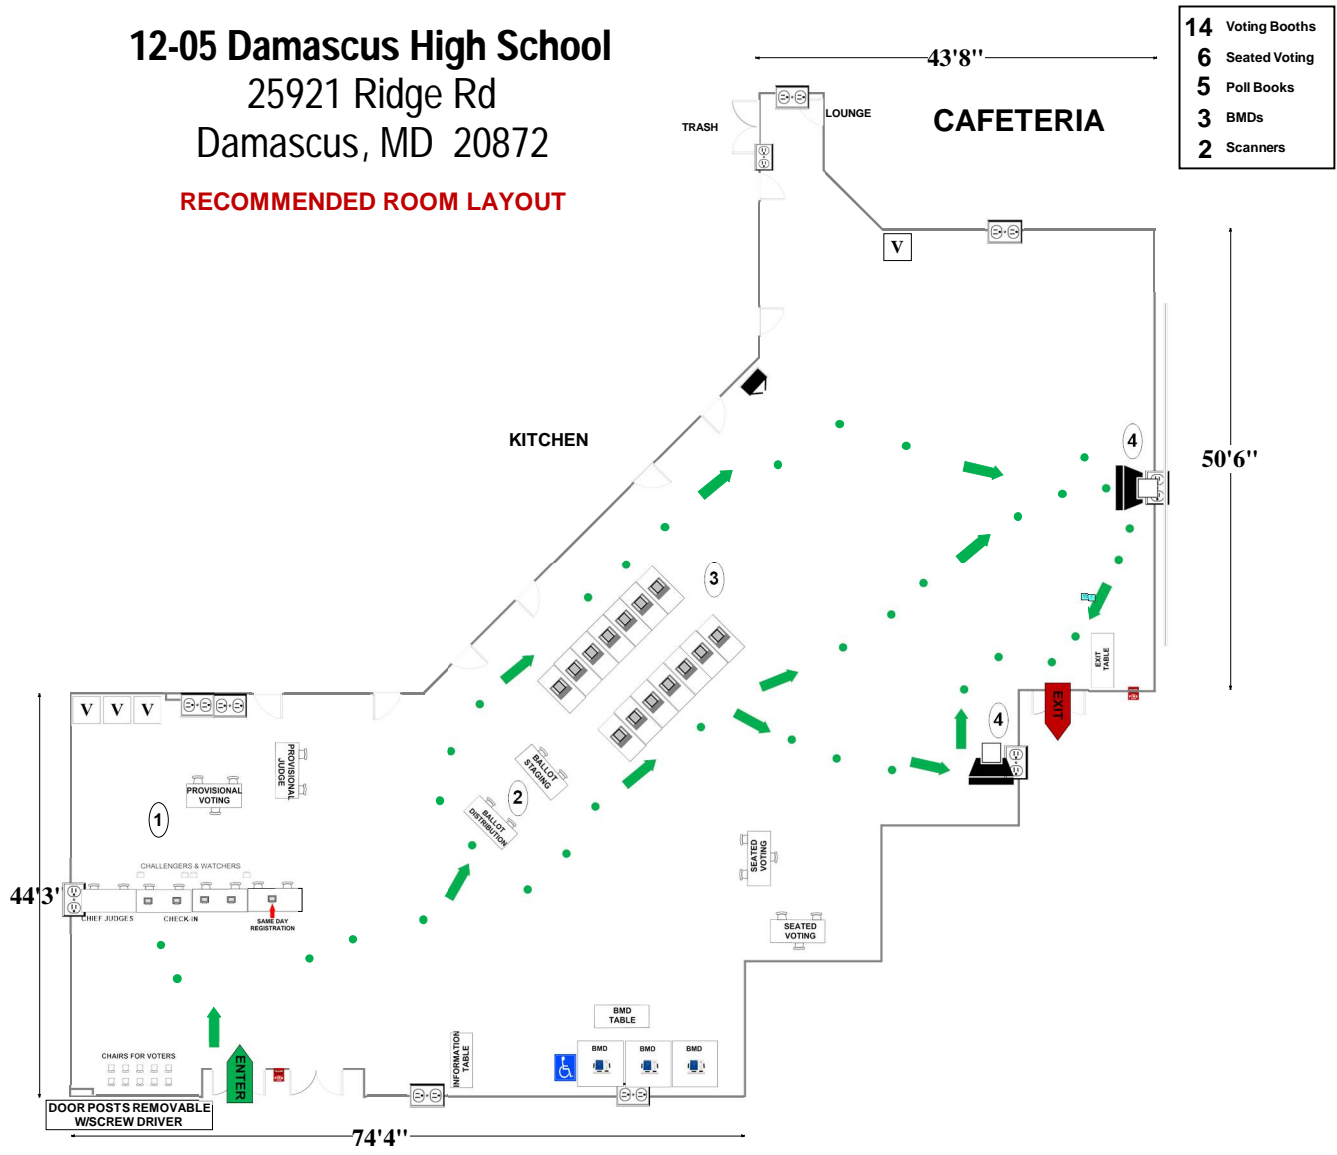 12-05 Damascus High School
25921 Ridge Rd
Damascus, MD 20872
RECOMMENDED ROOM LAYOUT
14 Voting Booths
6 Seated Voting
5 Poll Books
3 BMDs
2 Scanners
43'8"
CAFETERIA
LOUNGE
TRASH
V
KITCHEN
4
50'6"
3
EXIT
TABLE
EXIT
4
V V V
PROVISIONAL
JUDGE
PROVISIONAL
VOTING
BALLOT
STAGING
2
BALLOT
DISTRIBUTION
1
SEATED
VOTING
CHALLENGERS & WATCHERS
44'3'
CHIEF JUDGES
CHECK-IN
SAME DAY
REGISTRATION
SEATED
VOTING
BMD
TABLE
BMD BMD BMD
INFORMATION
TABLE
CHAIRS FOR VOTERS
ENTER
DOOR POSTS REMOVABLE
W/SCREW DRIVER
74'4"